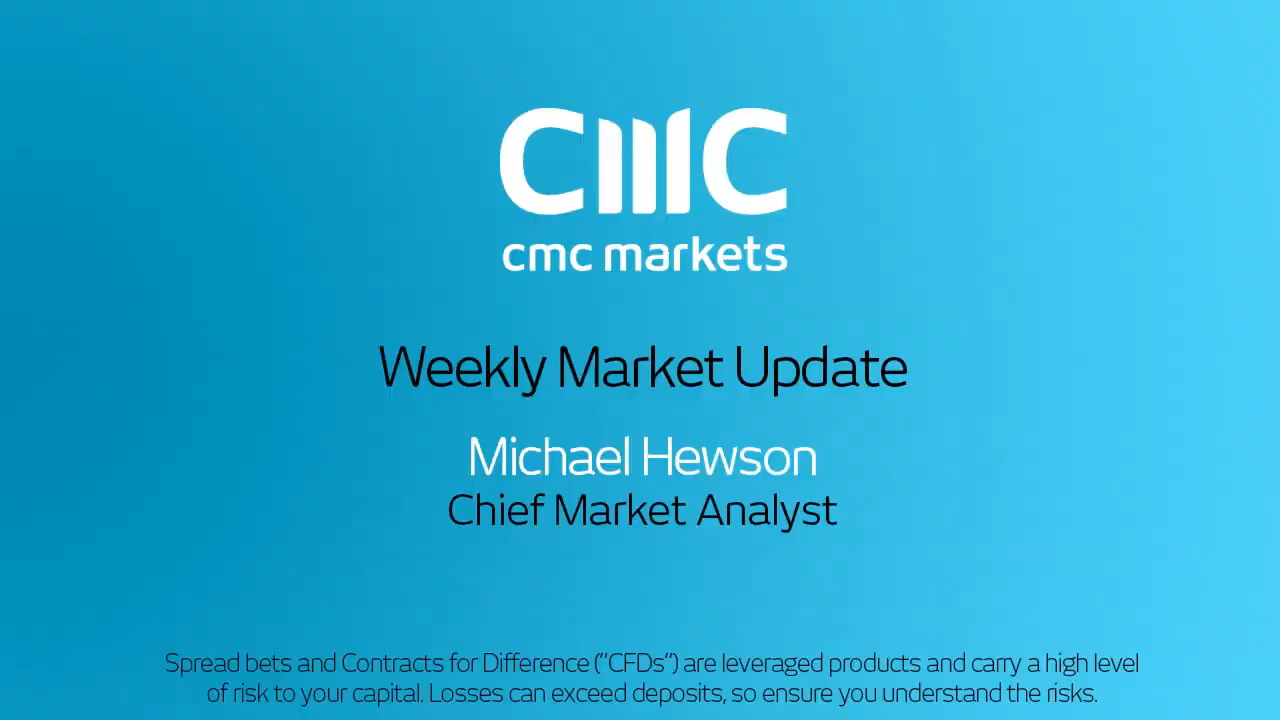 CMC
cmc markets
Weekly Market Update
Michael Hewson
Chief Market Analyst
Spread bets and Contracts for Difference ("CFDs") are leveraged products and carry a high level
of risk to your capital. Losses can exceed deposits, so ensure you understand the risks.